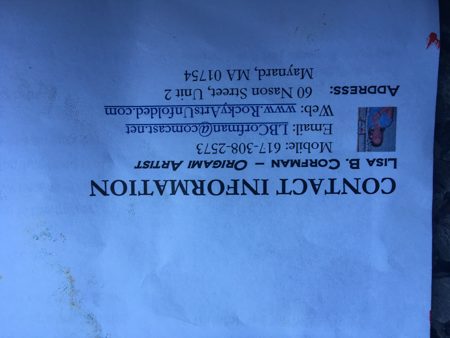 CONTACT INFORMATION
LISA B. CORFMAN – ORIGAMI ARTIST
Mobile: 617-308-2573
Email: LBCorfman@comcast.net
Web: www.RockyArtsUnfolded.com
ADDRESS: 60 Nason Street, Unit 2
Maynard, MA 01754